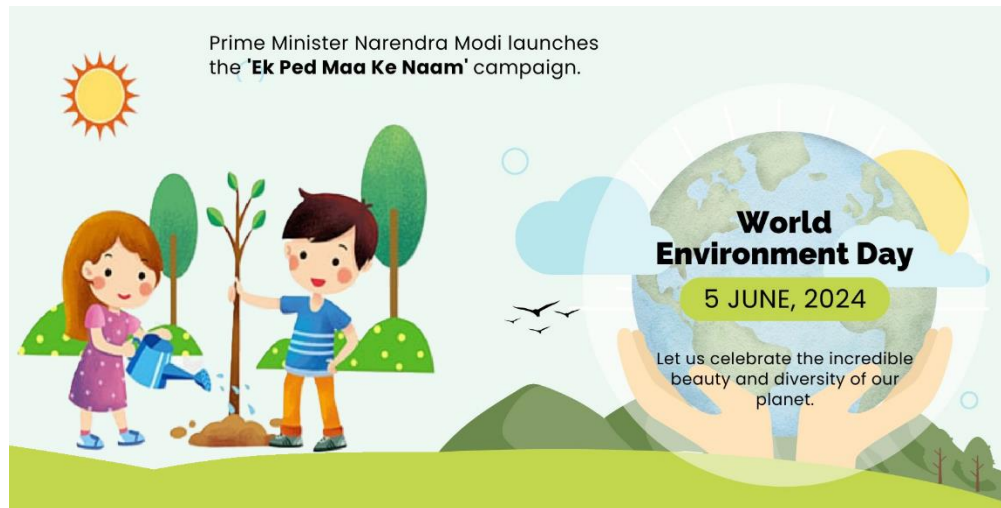 Prime Minister Narendra Modi launches
the 'Ek Ped Maa Ke Naam' campaign.
World
Environment Day
5 JUNE, 2024
Let us celebrate the incredible
beauty and diversity of our
planet.